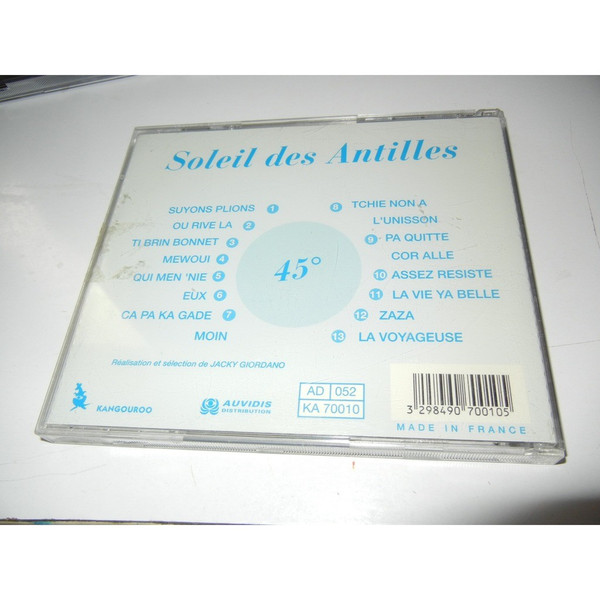 Soleil des Antilles
SUYONS PLIONS 1
OU RIVE LA 2
TI BRIN BONNET 3
MEWOUI 4
QUI MEN 'NIE 5
EUX 6
CA PA KA GADE 7
MOIN
45°
8 TCHIE NON A
L'UNISSON
9 PA QUITTE
COR ALLE
10 ASSEZ RESISTE
11 LA VIE YA BELLE
12 ZAZA
13 LA VOYAGEUSE
Réalisation et sélection de JACKY GIORDANO
KANGOUROO
AUVIDIS
DISTRIBUTION
AD 052
KA 70010
3 298490 700105
MADE IN FRANCE